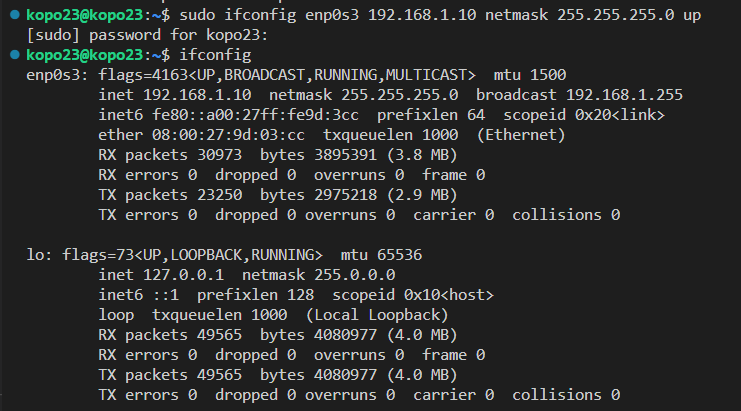 kopo23@kopo23:~$ sudo ifconfig enp0s3 192.168.1.10 netmask 255.255.255.0 up
[sudo] password for kopo23:
kopo23@kopo23:~$ ifconfig
enp0s3: flags=4163<UP,BROADCAST,RUNNING,MULTICAST>  mtu 1500
        inet 192.168.1.10  netmask 255.255.255.0  broadcast 192.168.1.255
        inet6 fe80::a00:27ff:fe9d:3cc  prefixlen 64  scopeid 0x20<link>
        ether 08:00:27:9d:03:cc  txqueuelen 1000  (Ethernet)
        RX packets 30973  bytes 3895391 (3.8 MB)
        RX errors 0  dropped 0  overruns 0  frame 0
        TX packets 23250  bytes 2975218 (2.9 MB)
        TX errors 0  dropped 0 overruns 0  carrier 0  collisions 0

lo: flags=73<UP,LOOPBACK,RUNNING>  mtu 65536
        inet 127.0.0.1  netmask 255.0.0.0
        inet6 ::1  prefixlen 128  scopeid 0x10<host>
        loop  txqueuelen 1000  (Local Loopback)
        RX packets 49565  bytes 4080977 (4.0 MB)
        RX errors 0  dropped 0  overruns 0  frame 0
        TX packets 49565  bytes 4080977 (4.0 MB)
        TX errors 0  dropped 0 overruns 0  carrier 0  collisions 0